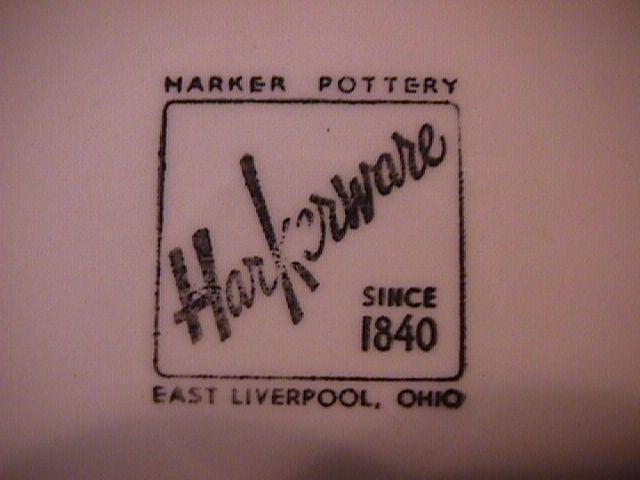 HARKER POTTERY
Harkerware
SINCE
1840
EAST LIVERPOOL, OHIO